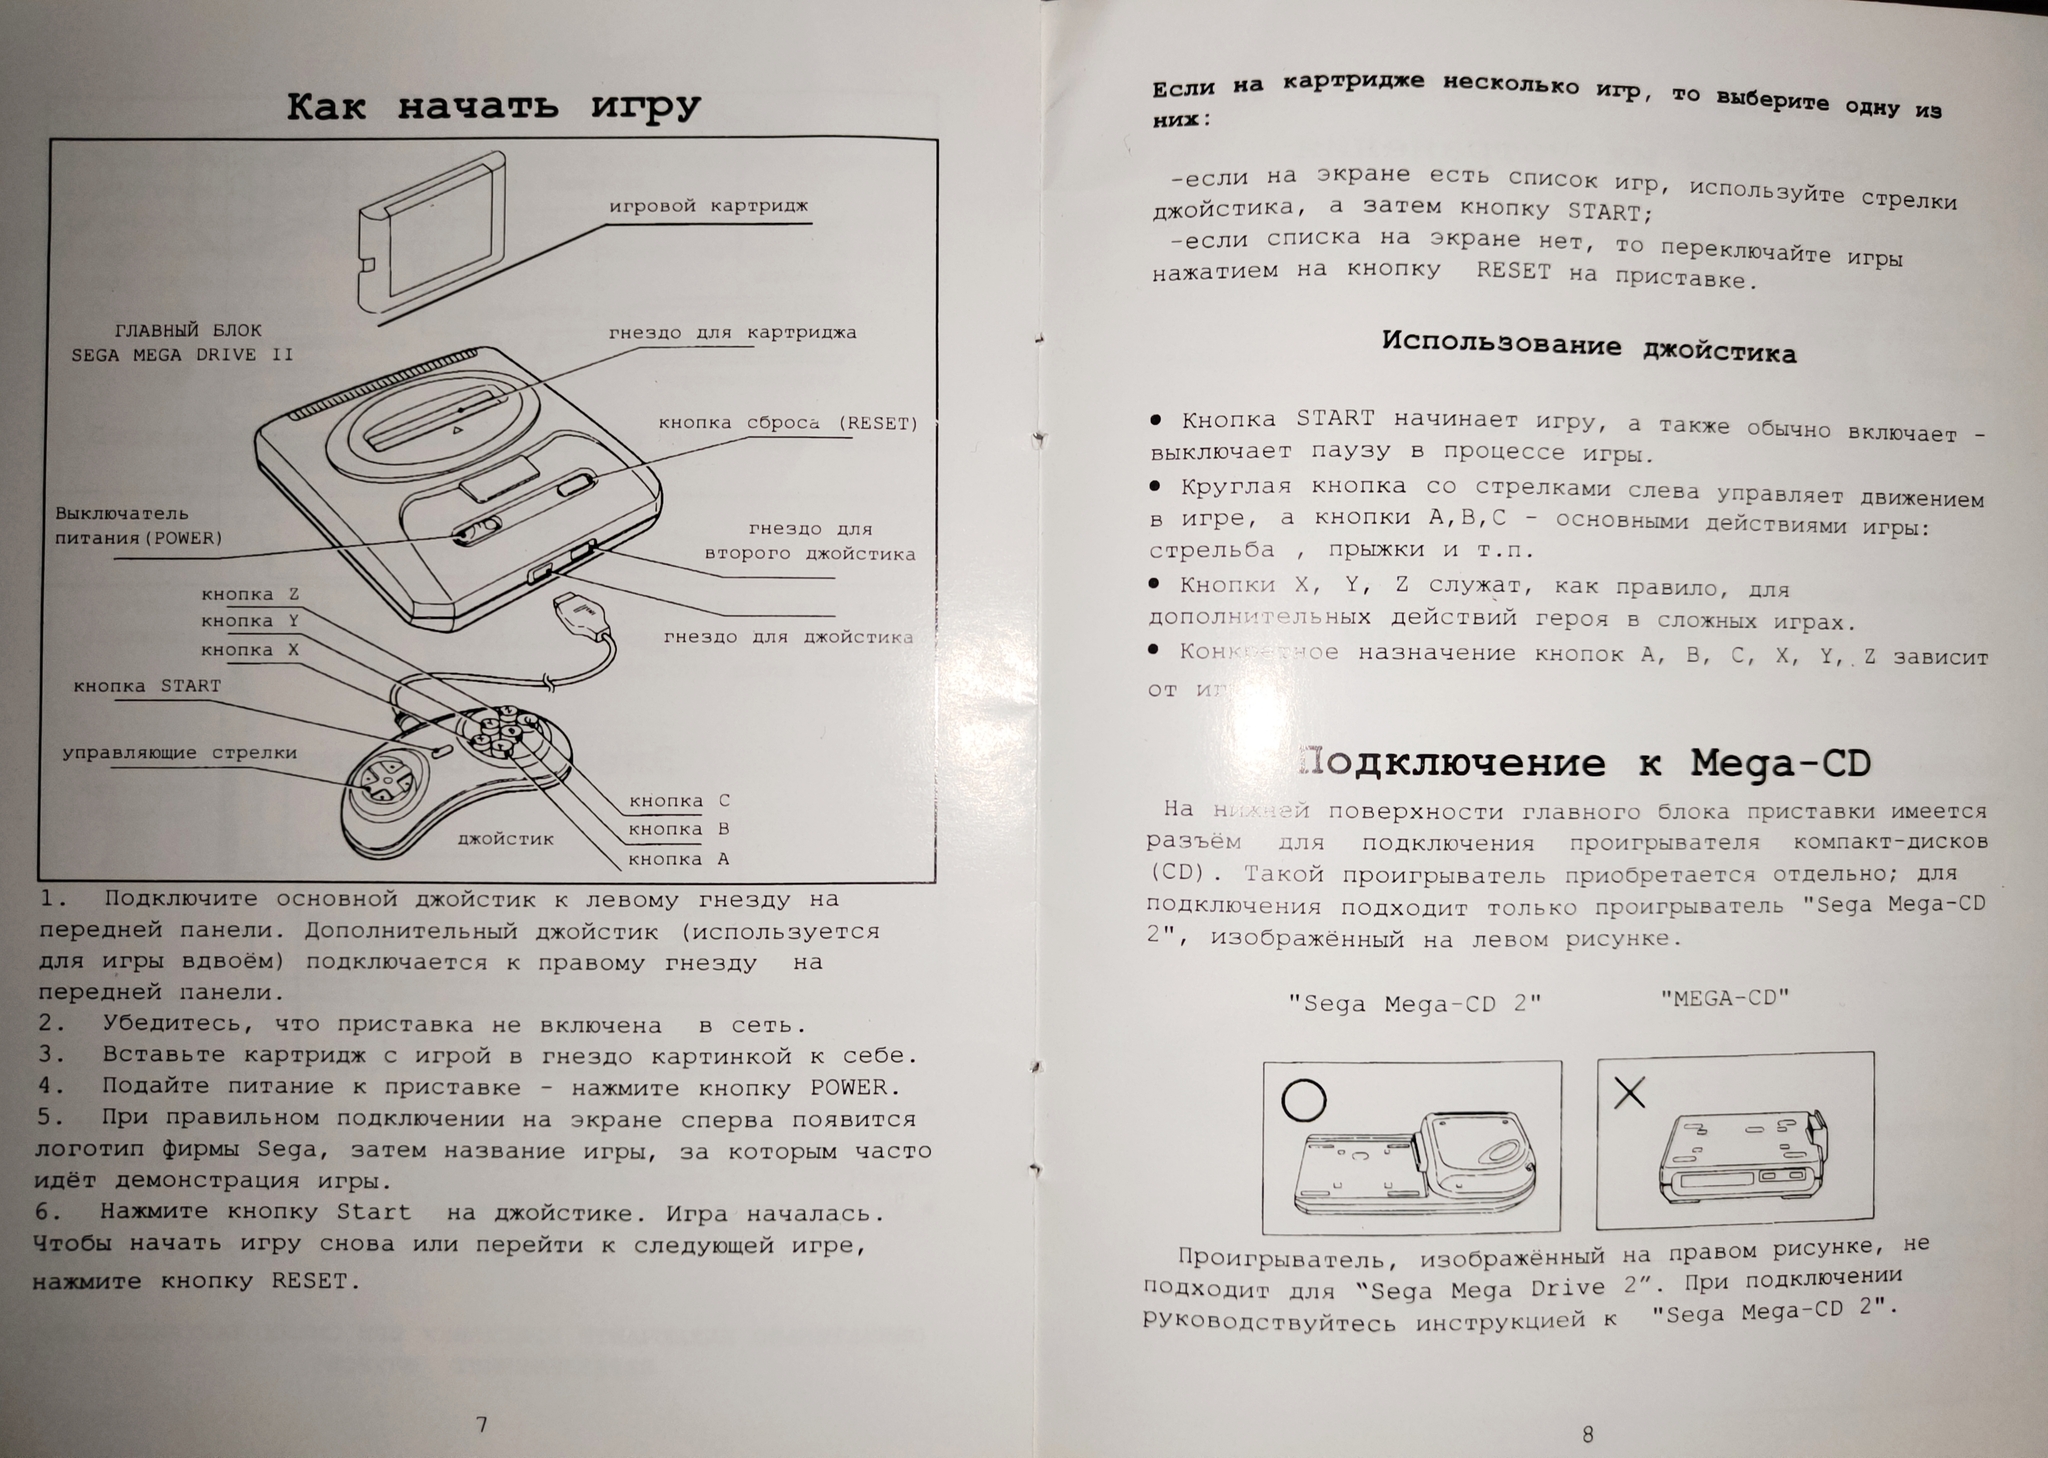 Как начать игру
игровой картридж
ГЛАВНЫЙ БЛОК
SEGA MEGA DRIVE II
гнездо для картриджа
кнопка сброса (RESET)
Выключатель
питания(POWER)
гнездо для
второго джойстика
гнездо для джойстика
кнопка Z
кнопка Y
кнопка X
кнопка START
управляющие стрелки
джойстик
кнопка C
кнопка B
кнопка A
1. Подключите основной джойстик к левому гнезду на
передней панели. Дополнительный джойстик (используется
для игры вдвоём) подключается к правому гнезду на
передней панели.
2. Убедитесь, что приставка не включена в сеть.
3. Вставьте картридж с игрой в гнездо картинкой к себе.
4. Подайте питание к приставке - нажмите кнопку POWER.
5. При правильном подключении на экране сперва появится
логотип фирмы Sega, затем название игры, за которым часто
идёт демонстрация игры.
6. Нажмите кнопку Start на джойстике. Игра началась.
Чтобы начать игру снова или перейти к следующей игре,
нажмите кнопку RESET.
7
Если на картридже несколько игр, то выберите одну из
них:
-если на экране есть список игр, используйте стрелки
джойстика, а затем кнопку START;
-если списка на экране нет, то переключайте игры
нажатием на кнопку RESET на приставке.
Использование джойстика
• Кнопка START начинает игру, а также обычно включает -
выключает паузу в процессе игры.
• Круглая кнопка со стрелками слева управляет движением
в игре, а кнопки A,B,C - основными действиями игры:
стрельба , прыжки и т.п.
• Кнопки X, Y, Z служат, как правило, для
дополнительных действий героя в сложных играх.
• Конкретное назначение кнопок A, B, C, X, Y, Z зависит
от
Подключение к Mega-CD
На нижней поверхности главного блока приставки имеется
разъём для подключения проигрывателя компакт-дисков
(CD). Такой проигрыватель приобретается отдельно; для
подключения подходит только проигрыватель "Sega Mega-CD
2", изображённый на левом рисунке.
"Sega Mega-CD 2"
"MEGA-CD"
Проигрыватель, изображённый на правом рисунке, не
подходит для "Sega Mega Drive 2". При подключении
руководствуйтесь инструкцией к "Sega Mega-CD 2".
8